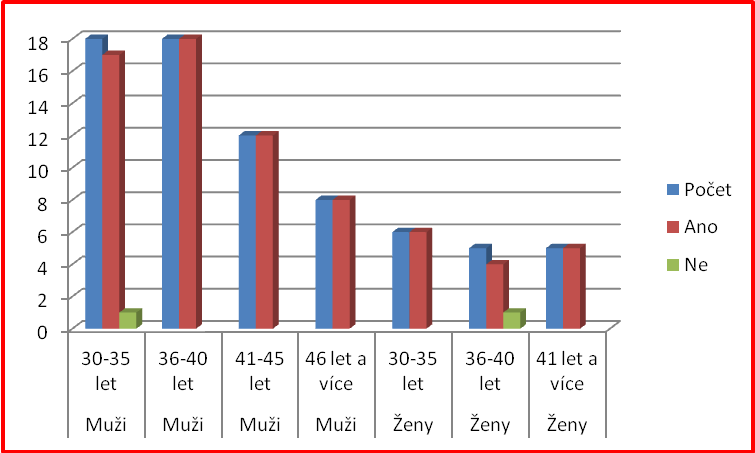 18
16
14
12
10
8
6
4
2
0
30-35 36-40 41-45 46 let a 30-35 36-40 41 let a
let let let více let let více
Muži Muži Muži Muži Ženy Ženy Ženy
Počet
Ano
Ne